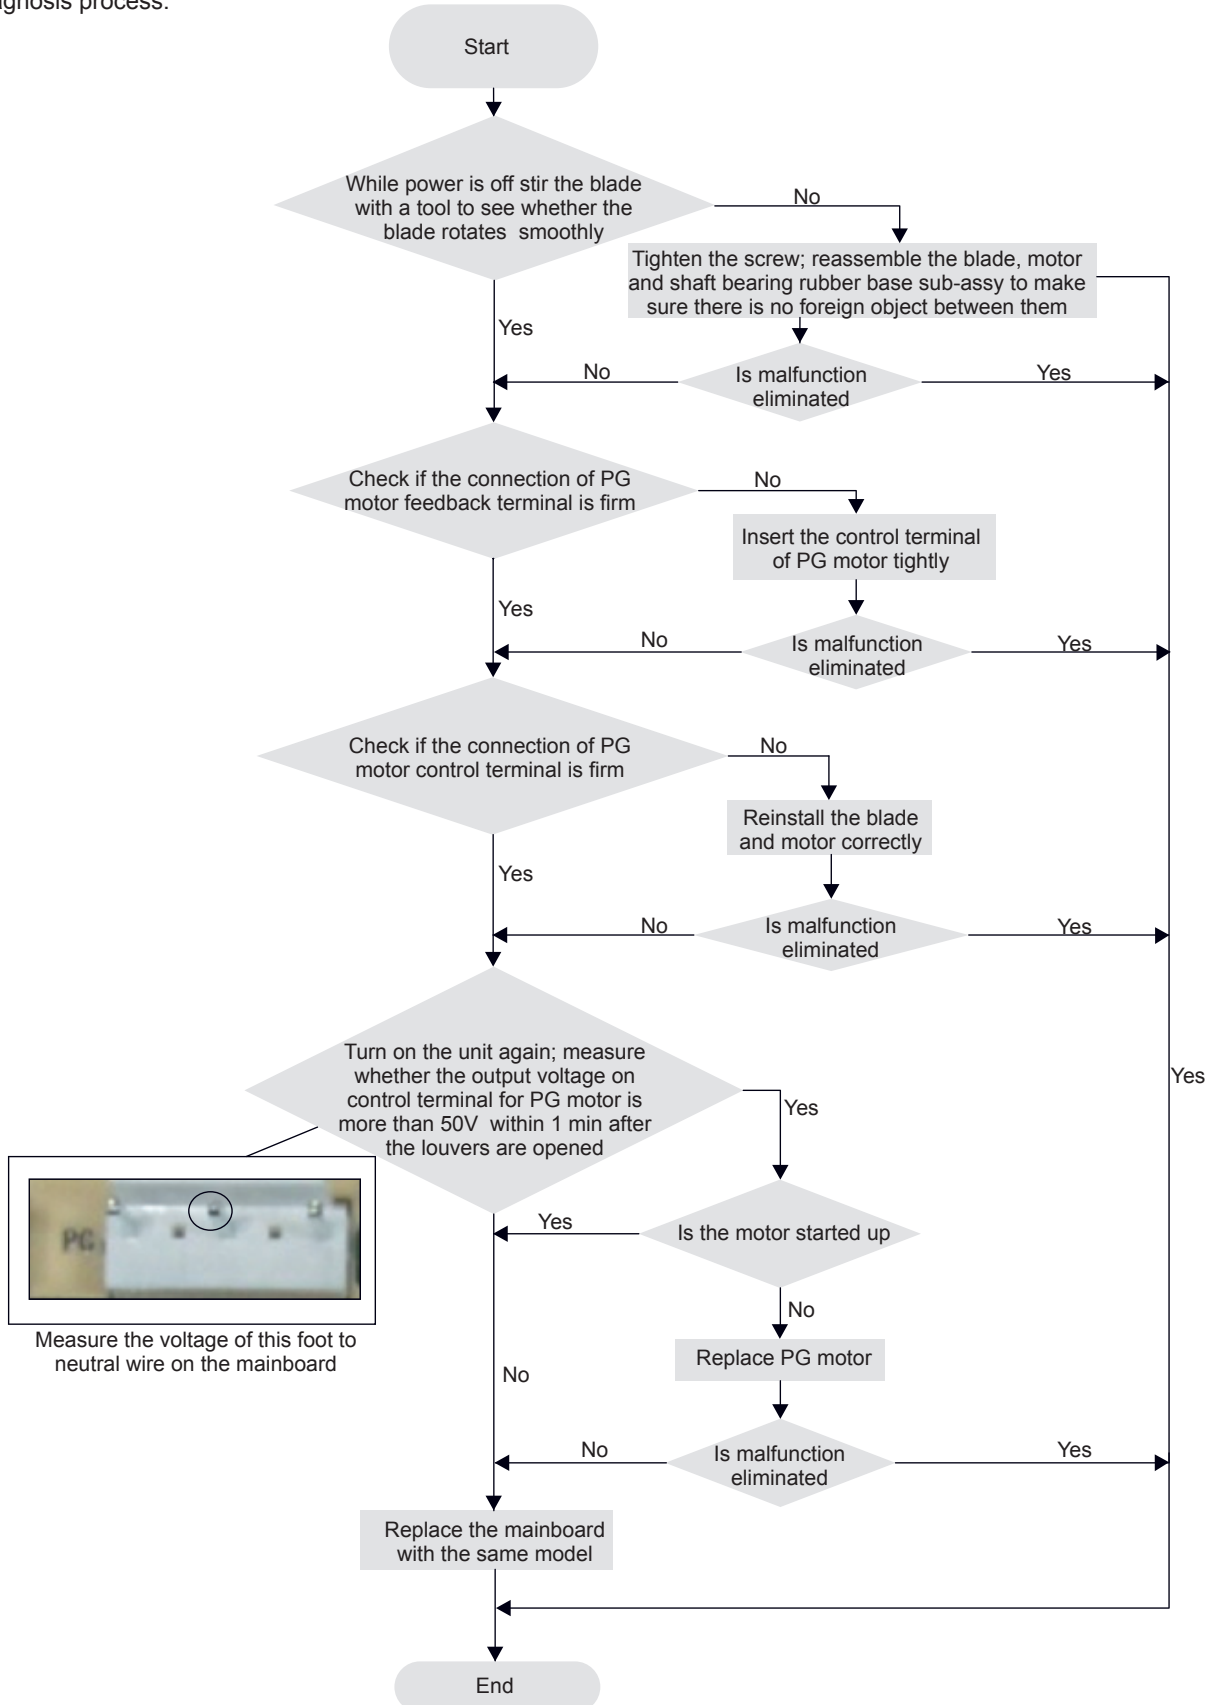 agnosis process:
Start
While power is off stir the blade
with a tool to see whether the
blade rotates smoothly
No
Tighten the screw; reassemble the blade, motor
and shaft bearing rubber base sub-assy to make
sure there is no foreign object between them
Yes
No
Is malfunction
eliminated
Yes
Check if the connection of PG
motor feedback terminal is firm
No
Insert the control terminal
of PG motor tightly
Yes
No
Is malfunction
eliminated
Yes
Check if the connection of PG
motor control terminal is firm
No
Reinstall the blade
and motor correctly
Yes
No
Is malfunction
eliminated
Yes
Turn on the unit again; measure
whether the output voltage on
control terminal for PG motor is
more than 50V within 1 min after
the louvers are opened
Yes
Yes
PG
Measure the voltage of this foot to
neutral wire on the mainboard
Yes
Is the motor started up
No
Replace PG motor
No
No
Is malfunction
eliminated
Yes
Replace the mainboard
with the same model
End